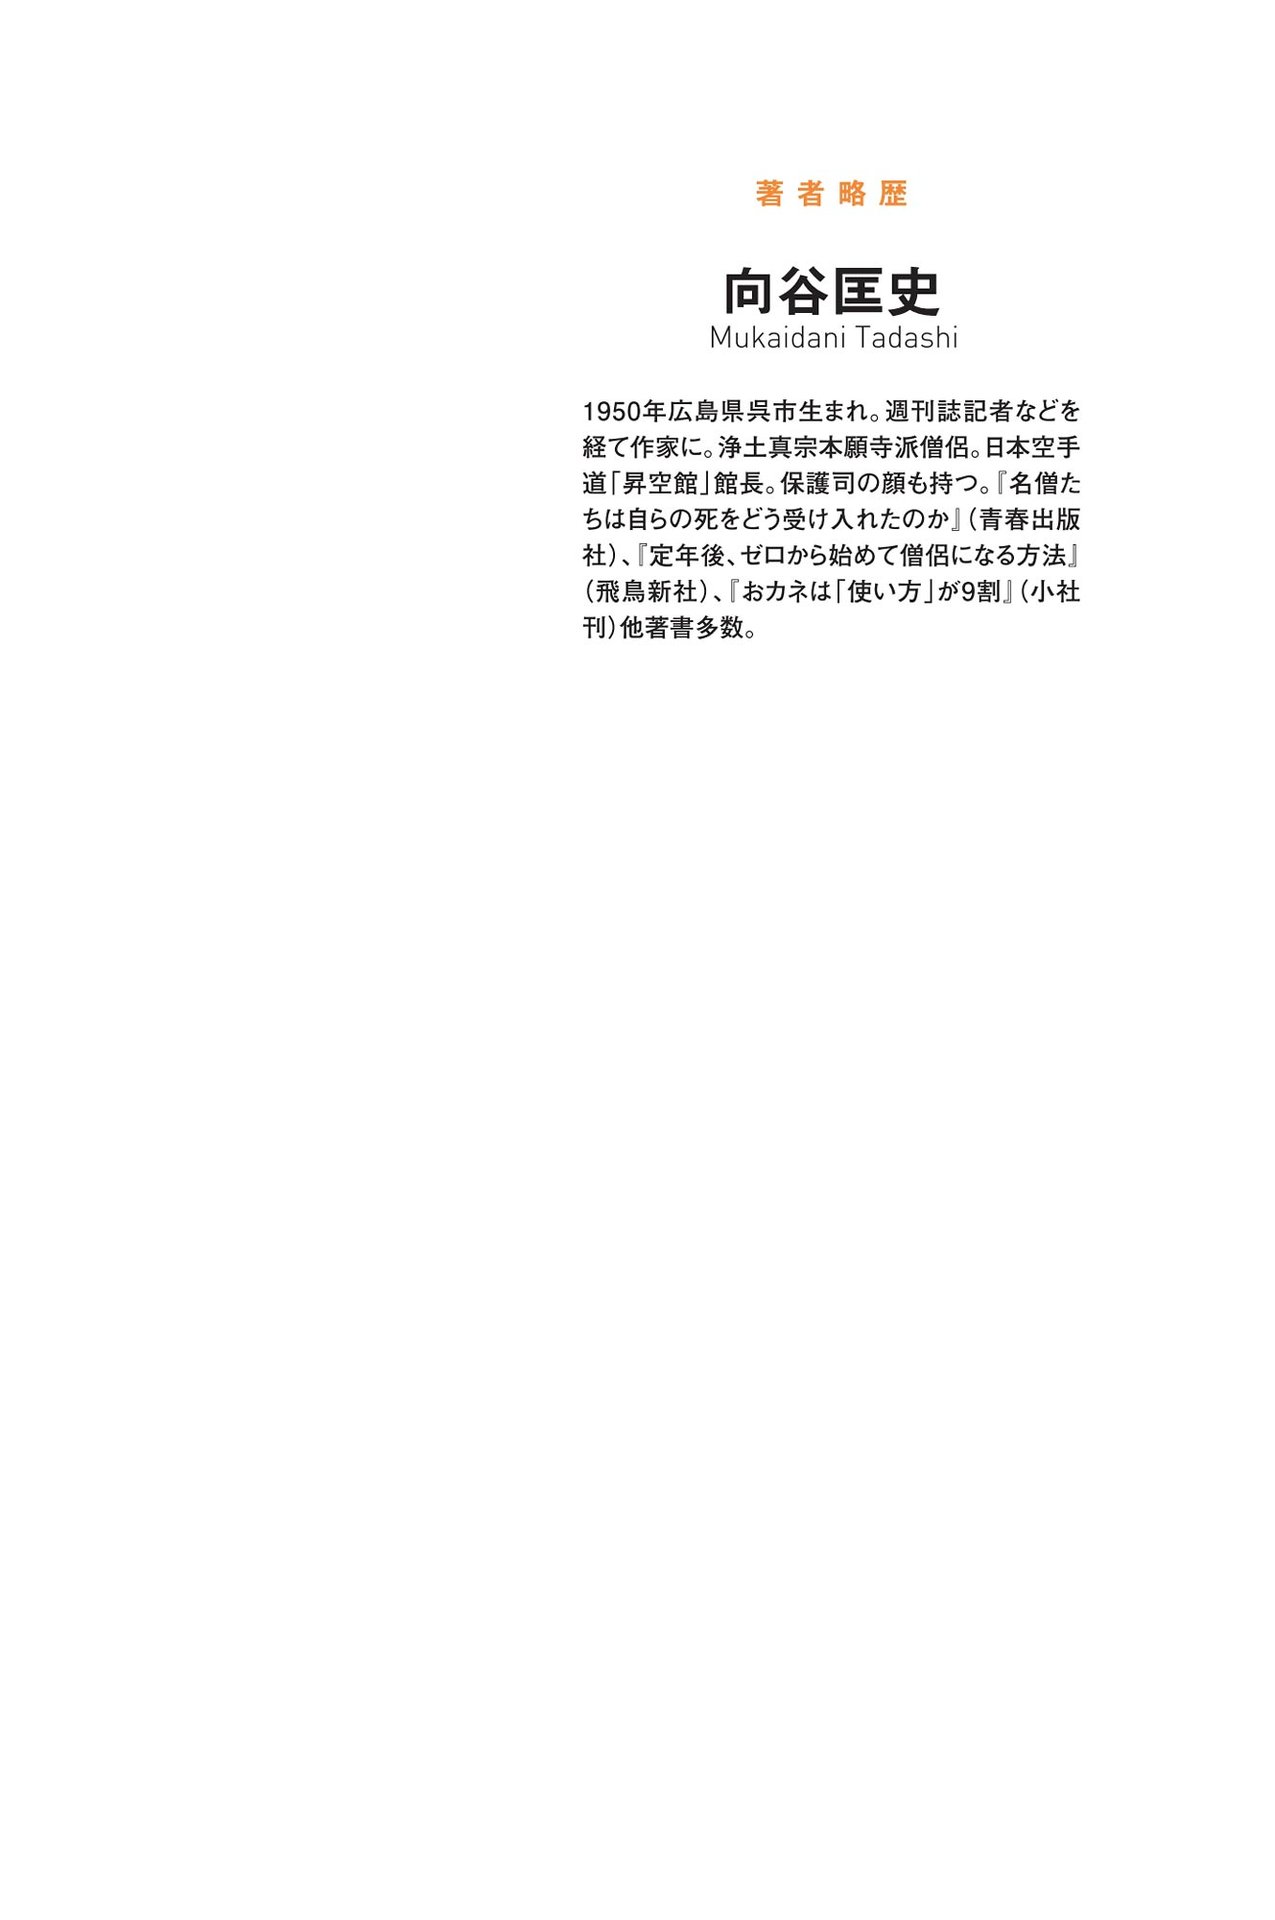 著者略歴
向谷匡史
Mukaidani Tadashi
1950年広島県呉市生まれ。週刊誌記者などを
経て作家に。浄土真宗本願寺派僧侶。日本空手
道「昇空館」館長。保護司の顔も持つ。『名僧た
ちは自らの死をどう受け入れたのか』（青春出版
社）、『定年後、ゼロから始めて僧侶になる方法』
（飛鳥新社）、『おカネは「使い方」が9割』（小社
刊）他著書多数。